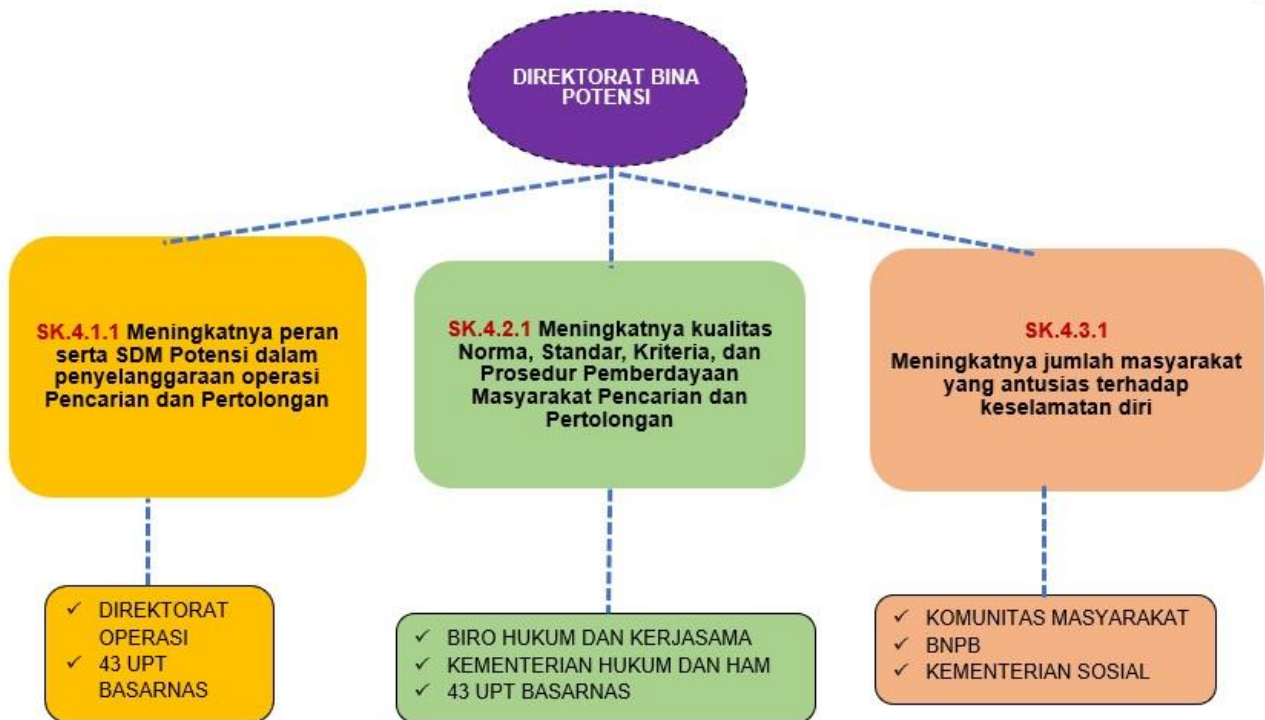 DIREKTORAT BINA
POTENSI
SK.4.1.1 Meningkatnya peran
serta SDM Potensi dalam
penyelanggaraan operasi
Pencarian dan Pertolongan
SK.4.2.1 Meningkatnya kualitas
Norma, Standar, Kriteria, dan
Prosedur Pemberdayaan
Masyarakat Pencarian dan
Pertolongan
SK.4.3.1
Meningkatnya jumlah masyarakat
yang antusias terhadap
keselamatan diri
✓ DIREKTORAT
OPERASI
✓ 43 UPT
BASARNAS
✓ BIRO HUKUM DAN KERJASAMA
✓ KEMENTERIAN HUKUM DAN HAM
✓ 43 UPT BASARNAS
✓ KOMUNITAS MASYARAKAT
✓ BNPB
✓ KEMENTERIAN SOSIAL